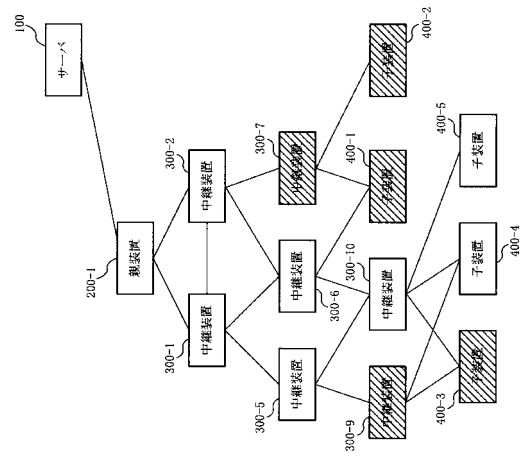 100
サーバ
200-1
親装置
300-1
中継装置
300-2
中継装置
300-5
中継装置
300-6
中継装置
300-7
中継装置
300-9
中継装置
300-10
中継装置
400-1
子装置
400-2
子装置
400-3
子装置
400-4
子装置
400-5
子装置